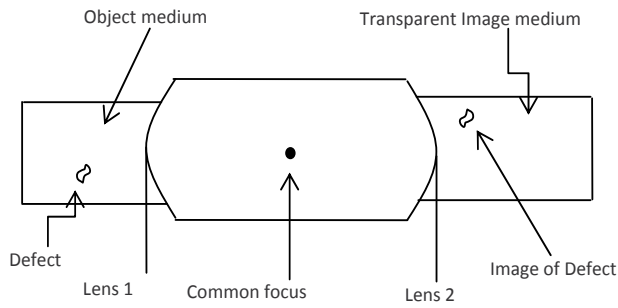 Object medium
Transparent Image medium
Defect
Lens 1
Common focus
Lens 2
Image of Defect